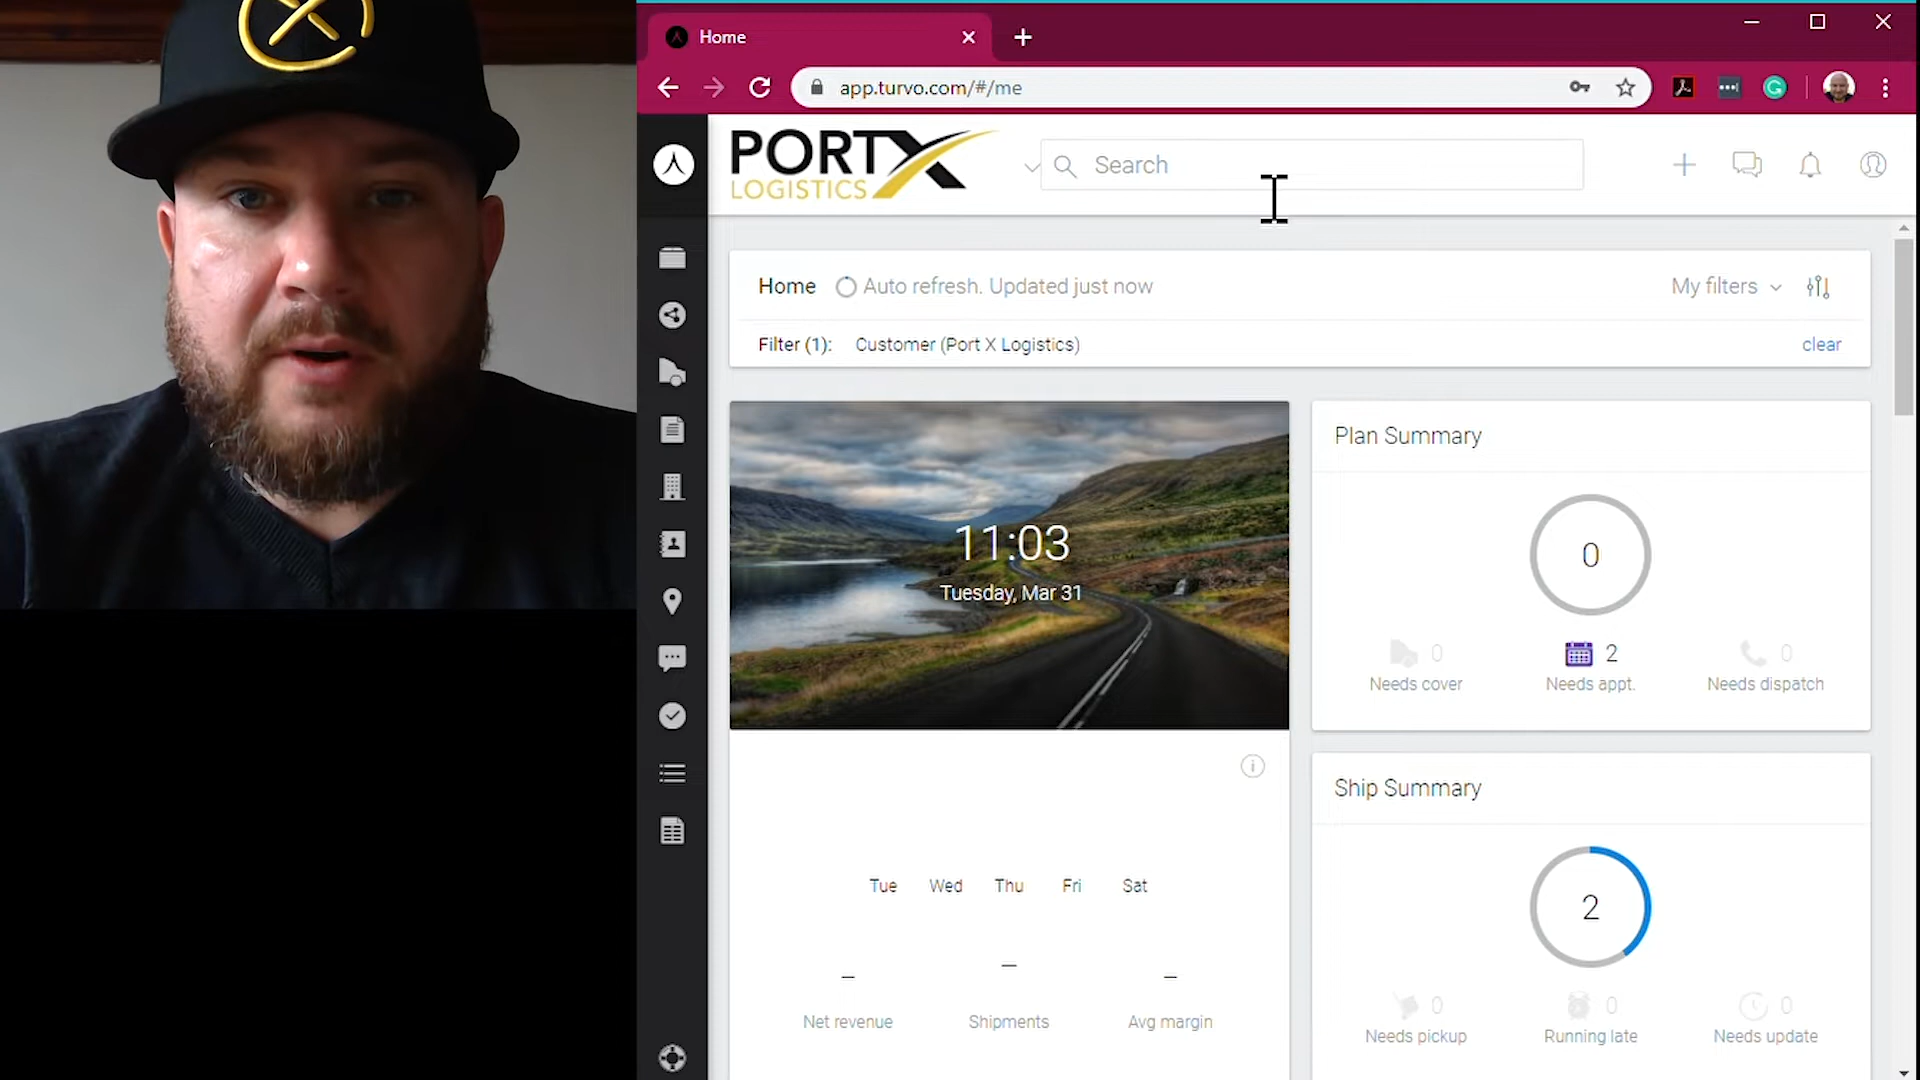 Home
app.turvo.com/#/me
PORTX
LOGISTICS
Search
Home
Auto refresh. Updated just now
My filters
Filter (1):
Customer (Port X Logistics)
clear
11:03
Tuesday, Mar 31
Plan Summary
0
0
2
0
Needs cover
Needs appt.
Needs dispatch
Ship Summary
2
0
0
0
Needs pickup
Running late
Needs update
Tue Wed Thu Fri Sat
– – –
Net revenue
Shipments
Avg margin